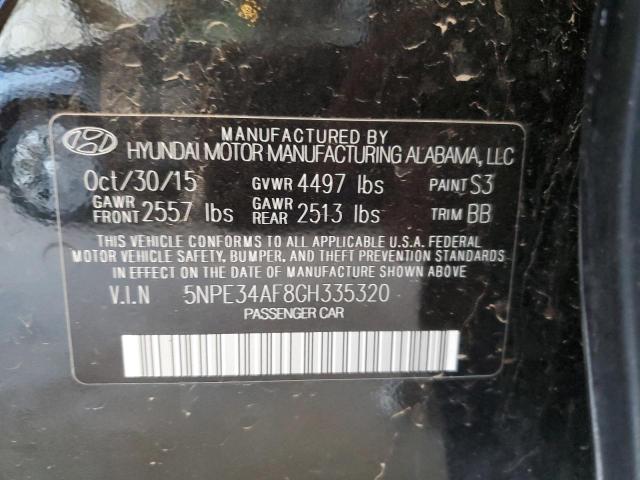 MANUFACTURED BY
HYUNDAI MOTOR MANUFACTURING ALABAMA, LLC
Oct/30/15 GVWR 4497 lbs PAINT S3
GAWR FRONT 2557 lbs GAWR REAR 2513 lbs TRIM BB
THIS VEHICLE CONFORMS TO ALL APPLICABLE U.S.A. FEDERAL
MOTOR VEHICLE SAFETY, BUMPER, AND THEFT PREVENTION STANDARDS
IN EFFECT ON THE DATE OF MANUFACTURE SHOWN ABOVE
V.I.N 5NPE34AF8GH335320
PASSENGER CAR